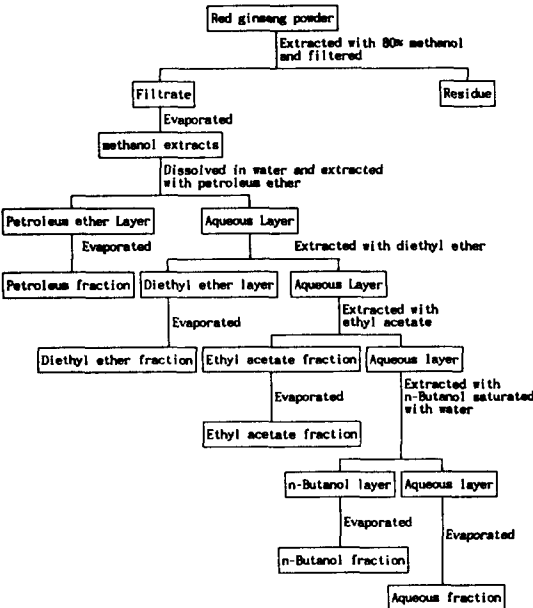 Red ginseng powder
Extracted with 80% methanol
and filtered
Filtrate
Residue
Evaporated
methanol extracts
Dissolved in water and extracted
with petroleum ether
Petroleum ether Layer
Aqueous Layer
Evaporated
Extracted with diethyl ether
Petroleum fraction
Diethyl ether layer
Aqueous Layer
Evaporated
Extracted with
ethyl acetate
Diethyl ether fraction
Ethyl acetate fraction
Aqueous layer
Evaporated
Extracted with
n-Butanol saturated
with water
Ethyl acetate fraction
n-Butanol layer
Aqueous layer
Evaporated
Evaporated
n-Butanol fraction
Aqueous fraction